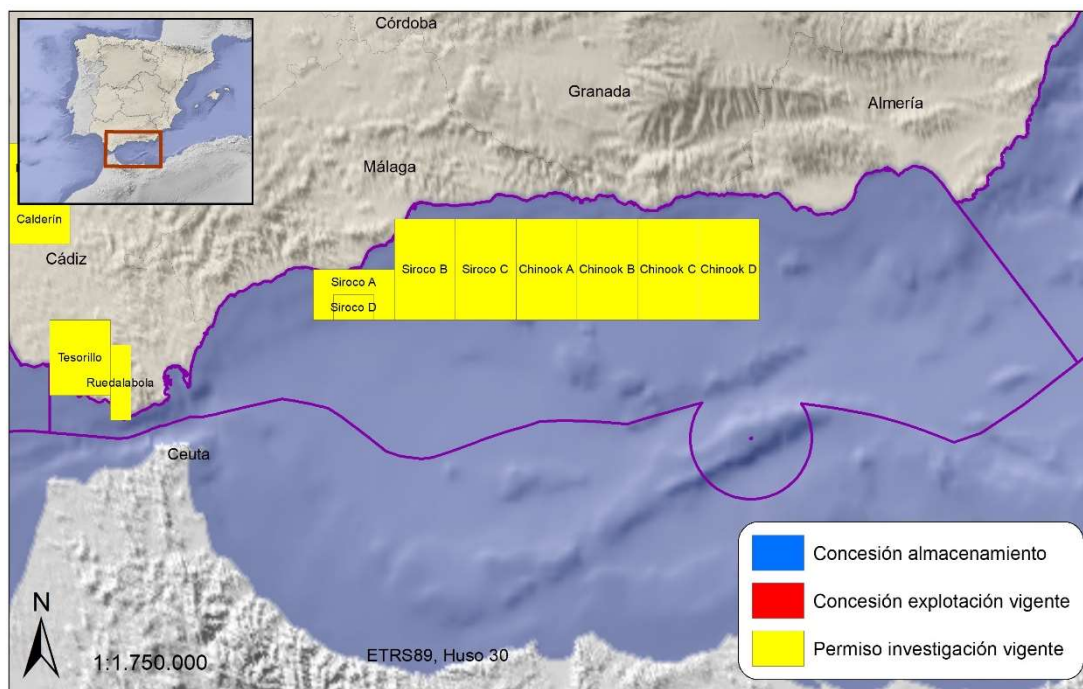 Córdoba
Granada
Almería
Málaga
Calderín
Cádiz
Siroco A
Siroco B
Siroco C
Chinook A
Chinook B
Chinook C
Chinook D
Siroco D
Tesorillo
Ruedalabola
Ceuta
Concesión almacenamiento
Concesión explotación vigente
Permiso investigación vigente
N
1:1.750.000
ETRS89, Huso 30